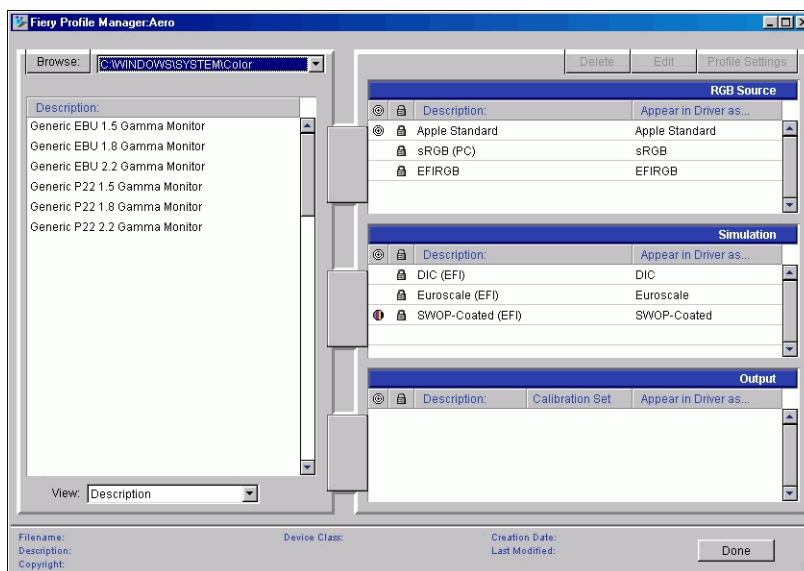 Fiery Profile Manager:Aero
Browse: C:\WINDOWS\SYSTEM\Color
Delete Edit Profile Settings
Description:
Generic EBU 1.5 Gamma Monitor
Generic EBU 1.8 Gamma Monitor
Generic EBU 2.2 Gamma Monitor
Generic P22 1.5 Gamma Monitor
Generic P22 1.8 Gamma Monitor
Generic P22 2.2 Gamma Monitor
View: Description
RGB Source
Description: Appear in Driver as...
Apple Standard Apple Standard
sRGB (PC) sRGB
EFIRGB EFIRGB
Simulation
Description: Appear in Driver as...
DIC (EFI) DIC
Euroscale (EFI) Euroscale
SWOP-Coated (EFI) SWOP-Coated
Output
Description: Calibration Set Appear in Driver as...
Filename: Device Class: Creation Date:
Description: Last Modified:
Copyright:
Done